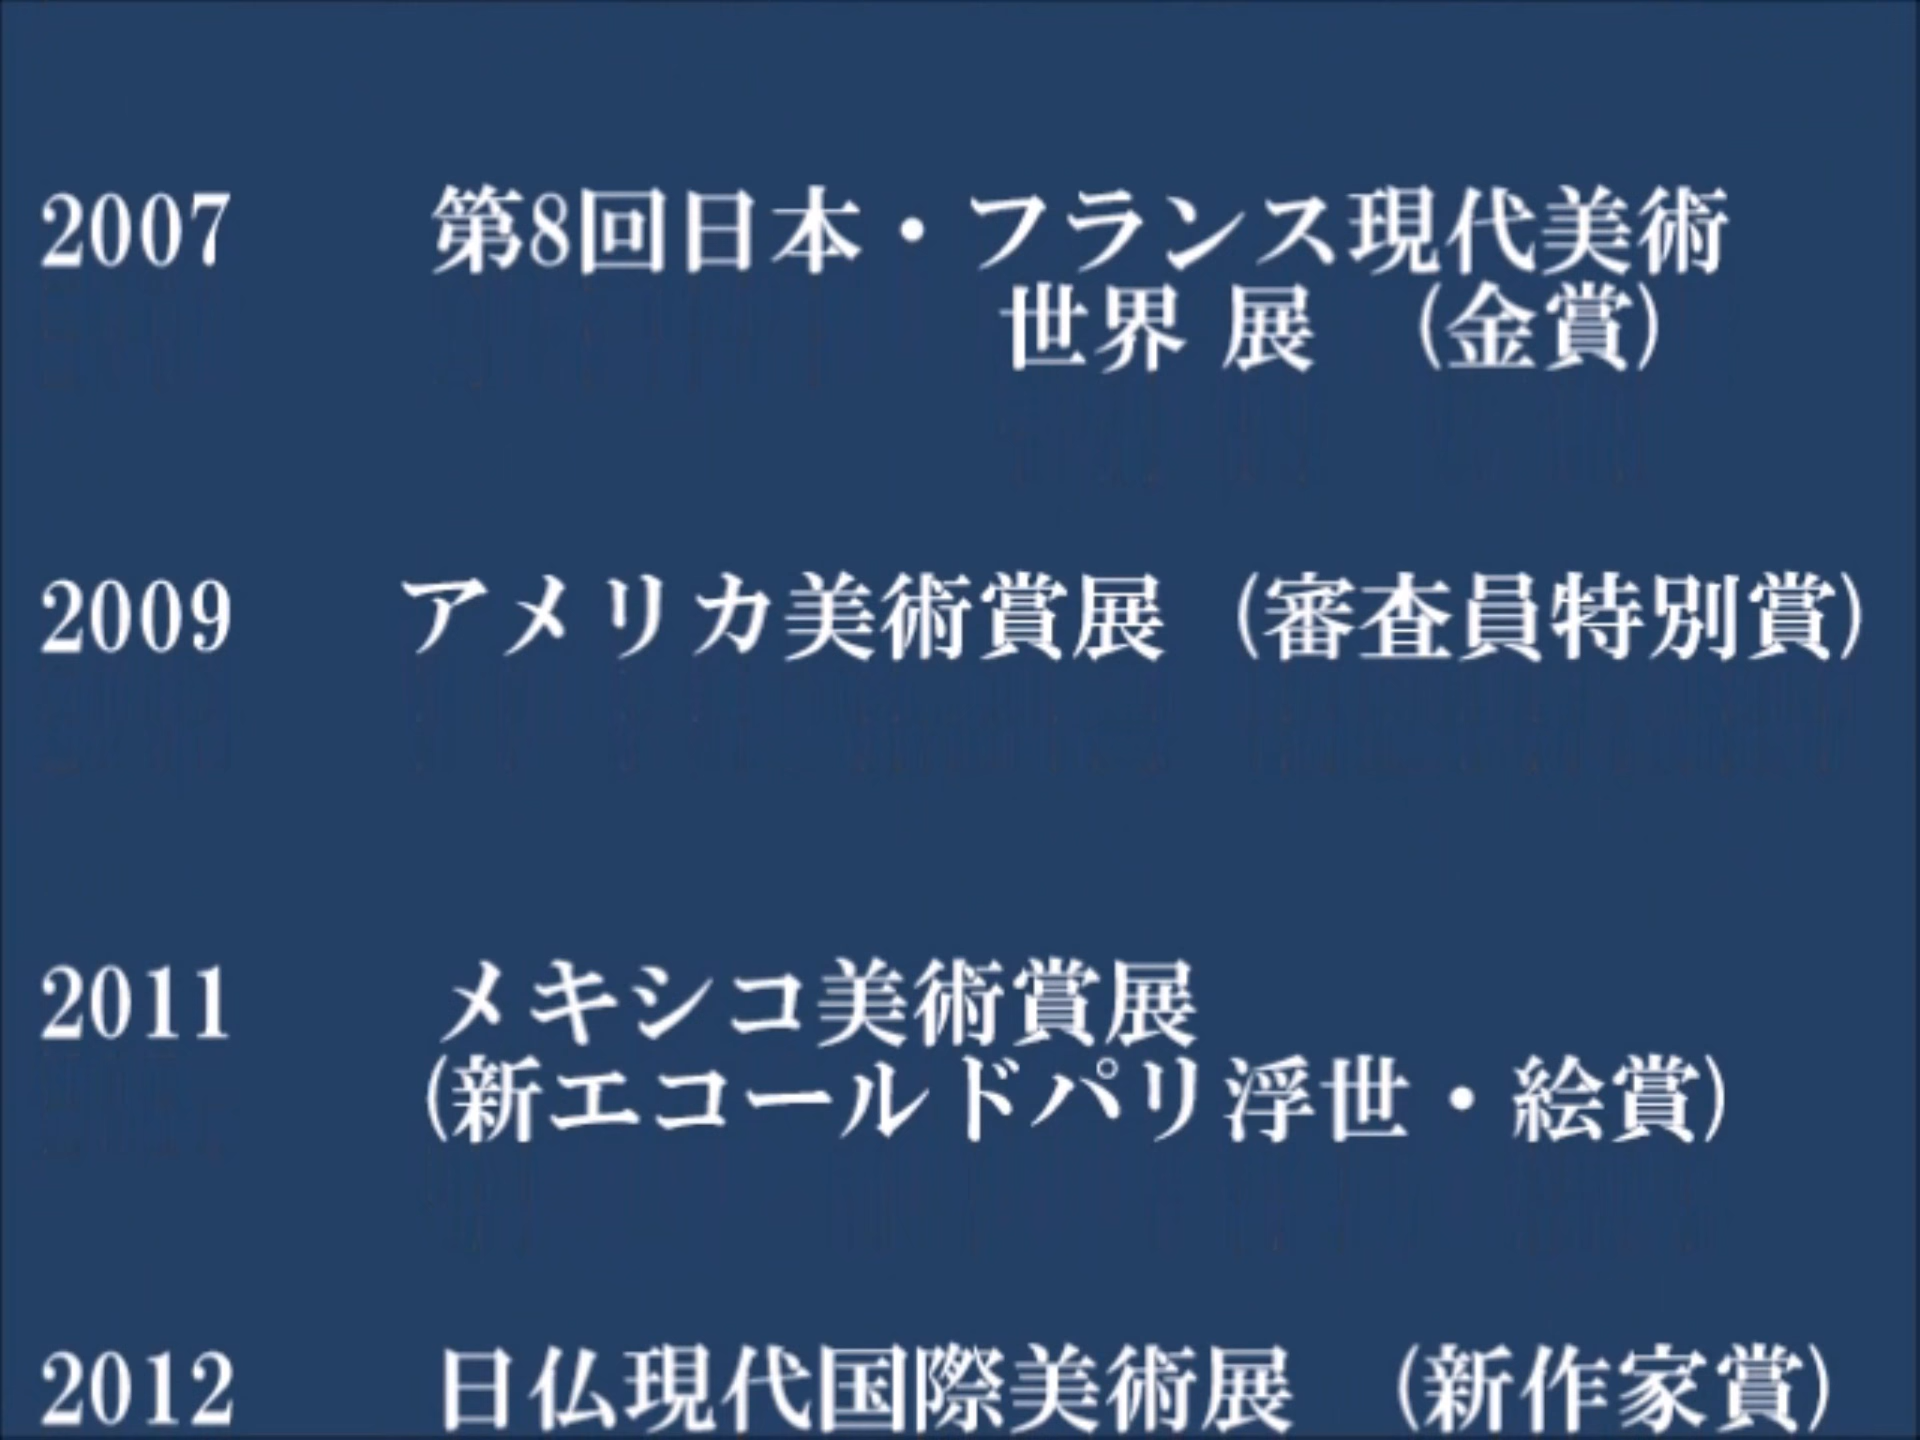 2007 第8回日本・フランス現代美術
世界 展 (金賞)
2009 アメリカ美術賞展 (審査員特別賞)
2011 メキシコ美術賞展
(新エコールドパリ浮世・絵賞)
2012 日仏現代国際美術展 (新作家賞)